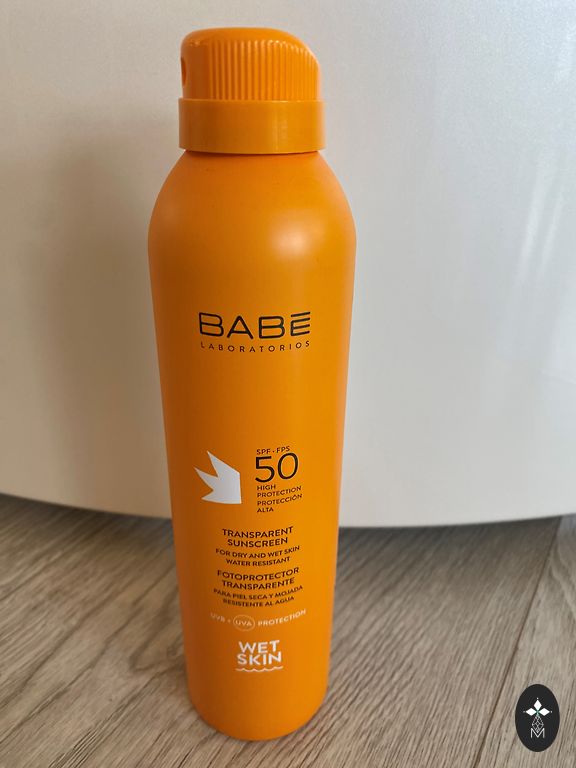 BABĒ
LABORATORIOS
SPF - FPS
50
HIGH
PROTECTION
PROTECCIÓN
ALTA
TRANSPARENT
SUNSCREEN
FOR DRY AND WET SKIN
WATER RESISTANT
FOTOPROTECTOR
TRANSPARENTE
PARA PIEL SECA Y MOJADA
RESISTENTE AL AGUA
UVB + UVA PROTECTION
WET
SKIN
M